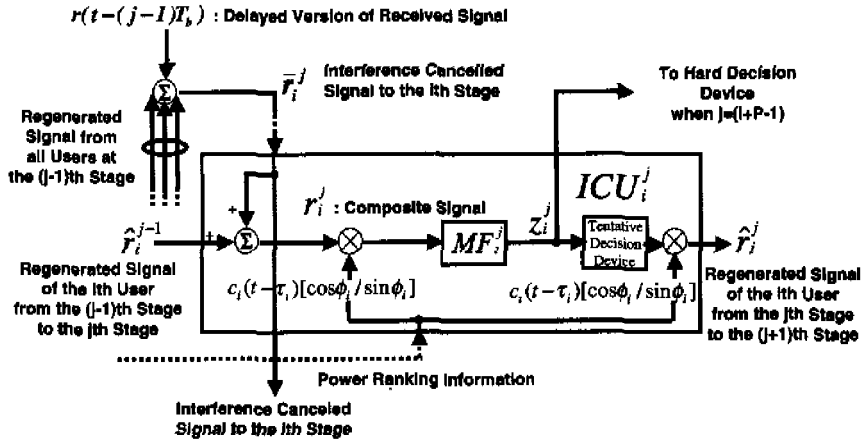 r(t-(j-1)T_b) : Delayed Version of Received Signal
Σ
r̄_i^j
Interference Cancelled
Signal to the ith Stage
To Hard Decision
Device
when j=(i+P-1)
Regenerated
Signal from
all Users at
the (j-1)th Stage
ICU_i^j
r_i^j : Composite Signal
z_i^j
+
r̂_i^{j-1}
+
Σ
MF_i^j
Tentative
Decision
Device
r̂_i^j
Regenerated Signal
of the ith User
from the (j-1)th Stage
to the jth Stage
c_i(t-τ_i)[cosϕ_i/sinϕ_i]
c_i(t-τ_i)[cosϕ_i/sinϕ_i]
Regenerated Signal
of the ith User
from the jth Stage
to the (j+1)th Stage
Power Ranking Information
Interference Canceled
Signal to the ith Stage